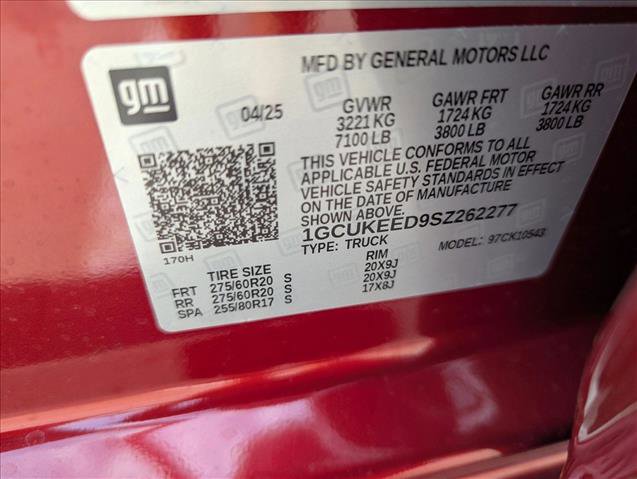 gm
MFD BY GENERAL MOTORS LLC
04/25 GVWR GAWR FRT GAWR RR
3221 KG 1724 KG 1724 KG
7100 LB 3800 LB 3800 LB
THIS VEHICLE CONFORMS TO ALL
APPLICABLE U.S. FEDERAL MOTOR
VEHICLE SAFETY STANDARDS IN EFFECT
ON THE DATE OF MANUFACTURE
SHOWN ABOVE.
1GCUKEED9SZ262277
TYPE: TRUCK MODEL: 97CK10543
170H
TIRE SIZE RIM
FRT 275/60R20 S 20X9J
RR 275/60R20 S 20X9J
SPA 255/80R17 S 17X8J